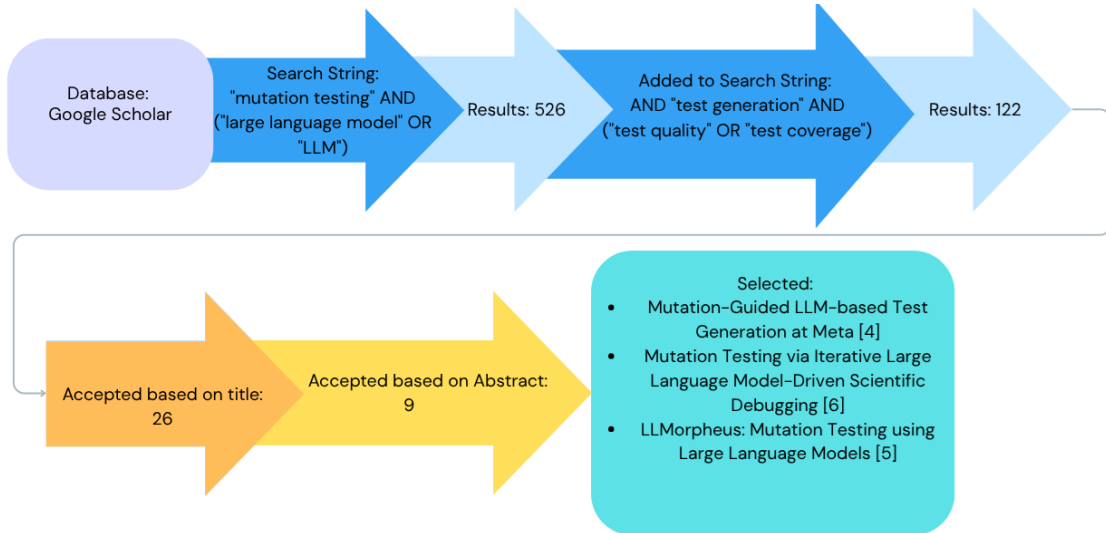 Database:
Google Scholar
Search String:
"mutation testing" AND
("large language model" OR
"LLM")
Results: 526
Added to Search String:
AND "test generation" AND
("test quality" OR "test coverage")
Results: 122
Accepted based on title:
26
Accepted based on Abstract:
9
Selected:
• Mutation-Guided LLM-based Test
Generation at Meta [4]
• Mutation Testing via Iterative Large
Language Model-Driven Scientific
Debugging [6]
• LLMorpheus: Mutation Testing using
Large Language Models [5]